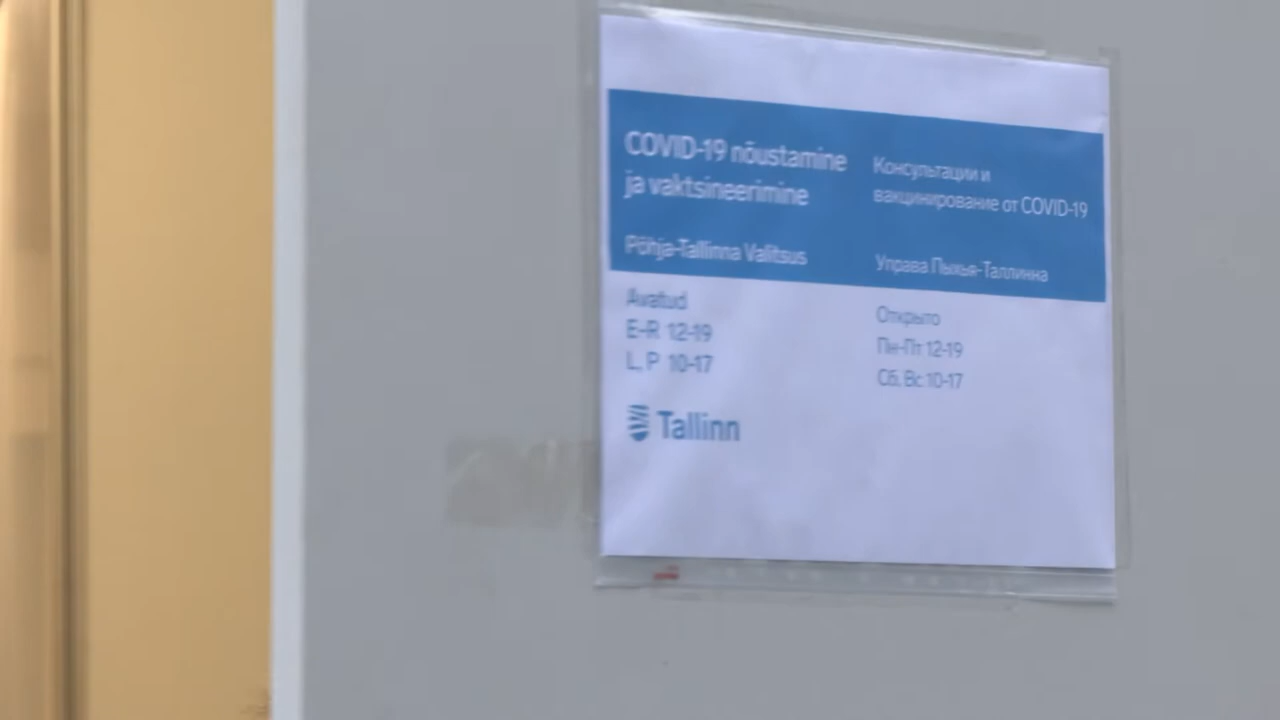 COVID-19 nõustamine
ja vaktsineerimine
Põhja-Tallinna Valitsus
Avatud
E-R 12-19
L, P 10-17
Tallinn
Консультации и
вакцинирование от COVID-19
Управа Пыхья-Таллинна
Открыто
Пн-Пт 12-19
Сб, Вс 10-17